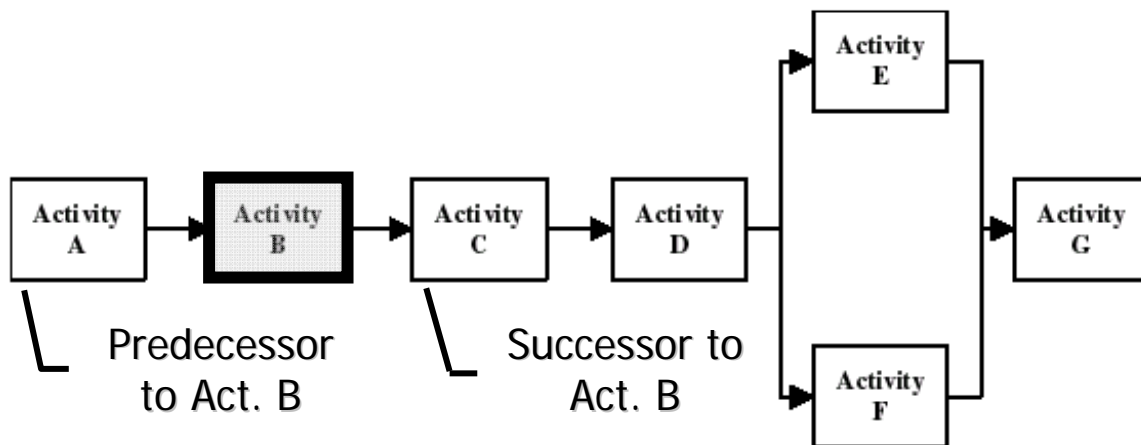 Activity
A
Activity
B
Activity
C
Activity
D
Activity
E
Activity
F
Activity
G
Predecessor
to Act. B
Successor to
Act. B